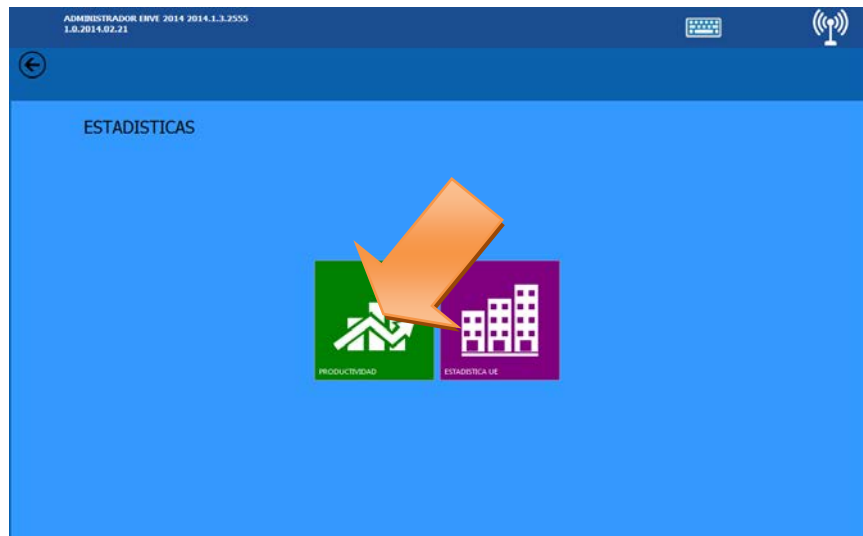 ADMINISTRADOR ENVE 2014 2014.1.3.2555
1.0.2014.02.21
ESTADISTICAS
PRODUCTIVIDAD
ESTADISTICA UE